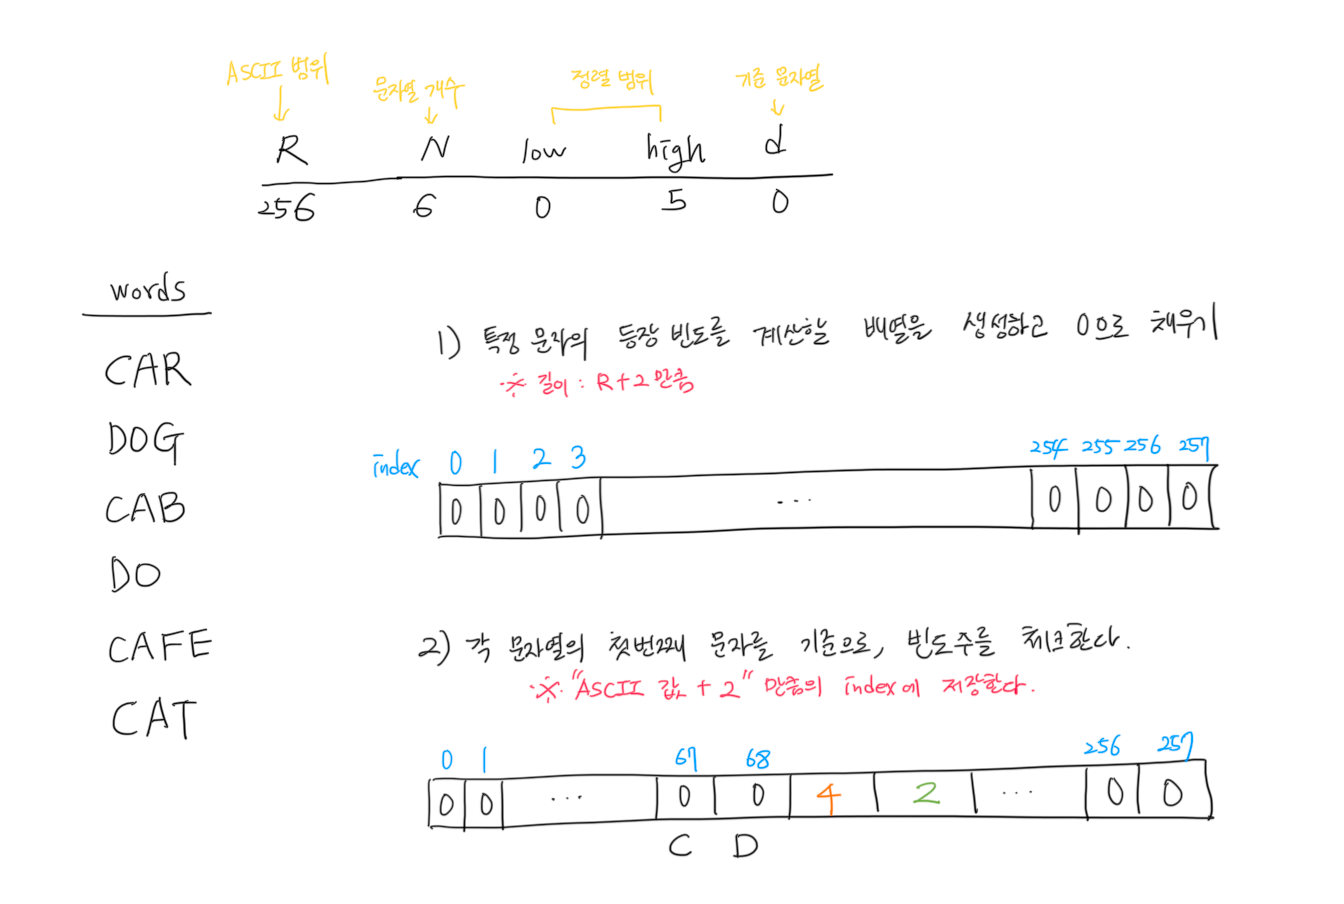 ASCII 범위 문자열 개수 정렬 범위 기준 문자열
R N low high d
256 6 0 5 0
words
CAR
DOG
CAB
DO
CAFE
CAT
1) 특정 문자의 등장 빈도를 계산할 배열을 생성하고 0으로 채우기
※ 길이 : R+2 만큼
index 0 1 2 3 254 255 256 257
0 0 0 0 ... 0 0 0 0
2) 각 문자열의 첫번째 문자를 기준으로, 빈도주를 체크한다.
※ "ASCII 값 + 2" 만큼의 index에 저장한다.
0 1 67 68 256 257
0 0 ... 0 0 4 2 ... 0 0
C D